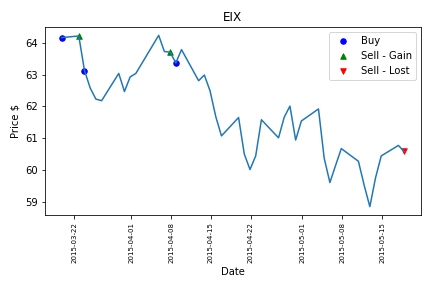 EIX
Buy
Sell - Gain
Sell - Lost
Price $
64
63
62
61
60
59
2015-03-22
2015-04-01
2015-04-08
2015-04-15
2015-04-22
2015-05-01
2015-05-08
2015-05-15
Date